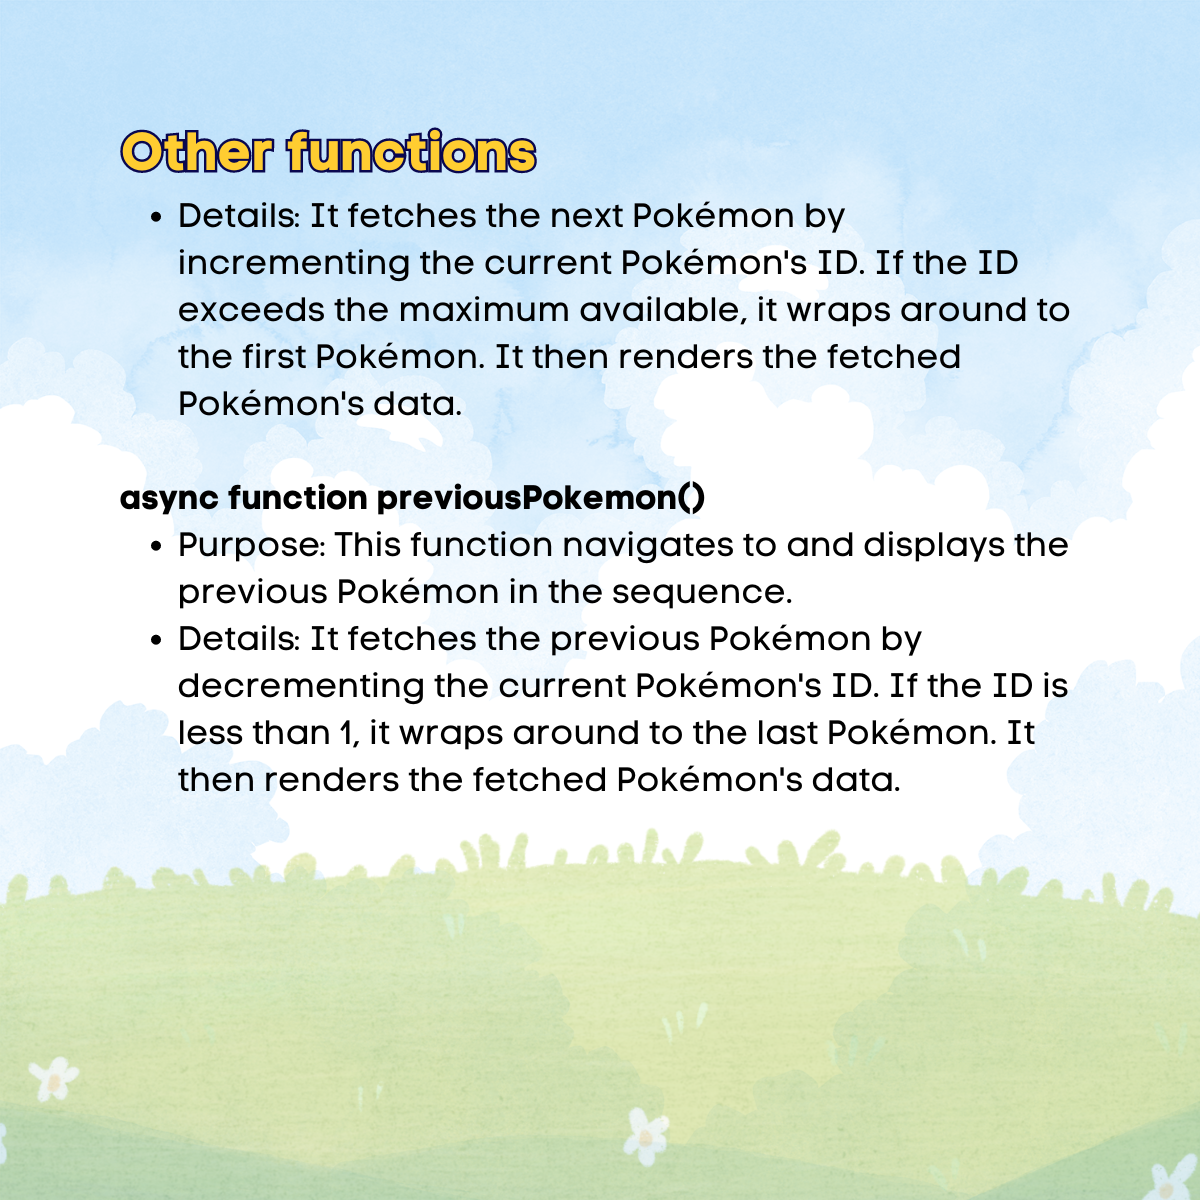 Other functions
• Details: It fetches the next Pokémon by
incrementing the current Pokémon's ID. If the ID
exceeds the maximum available, it wraps around to
the first Pokémon. It then renders the fetched
Pokémon's data.
async function previousPokemon()
• Purpose: This function navigates to and displays the
previous Pokémon in the sequence.
• Details: It fetches the previous Pokémon by
decrementing the current Pokémon's ID. If the ID is
less than 1, it wraps around to the last Pokémon. It
then renders the fetched Pokémon's data.